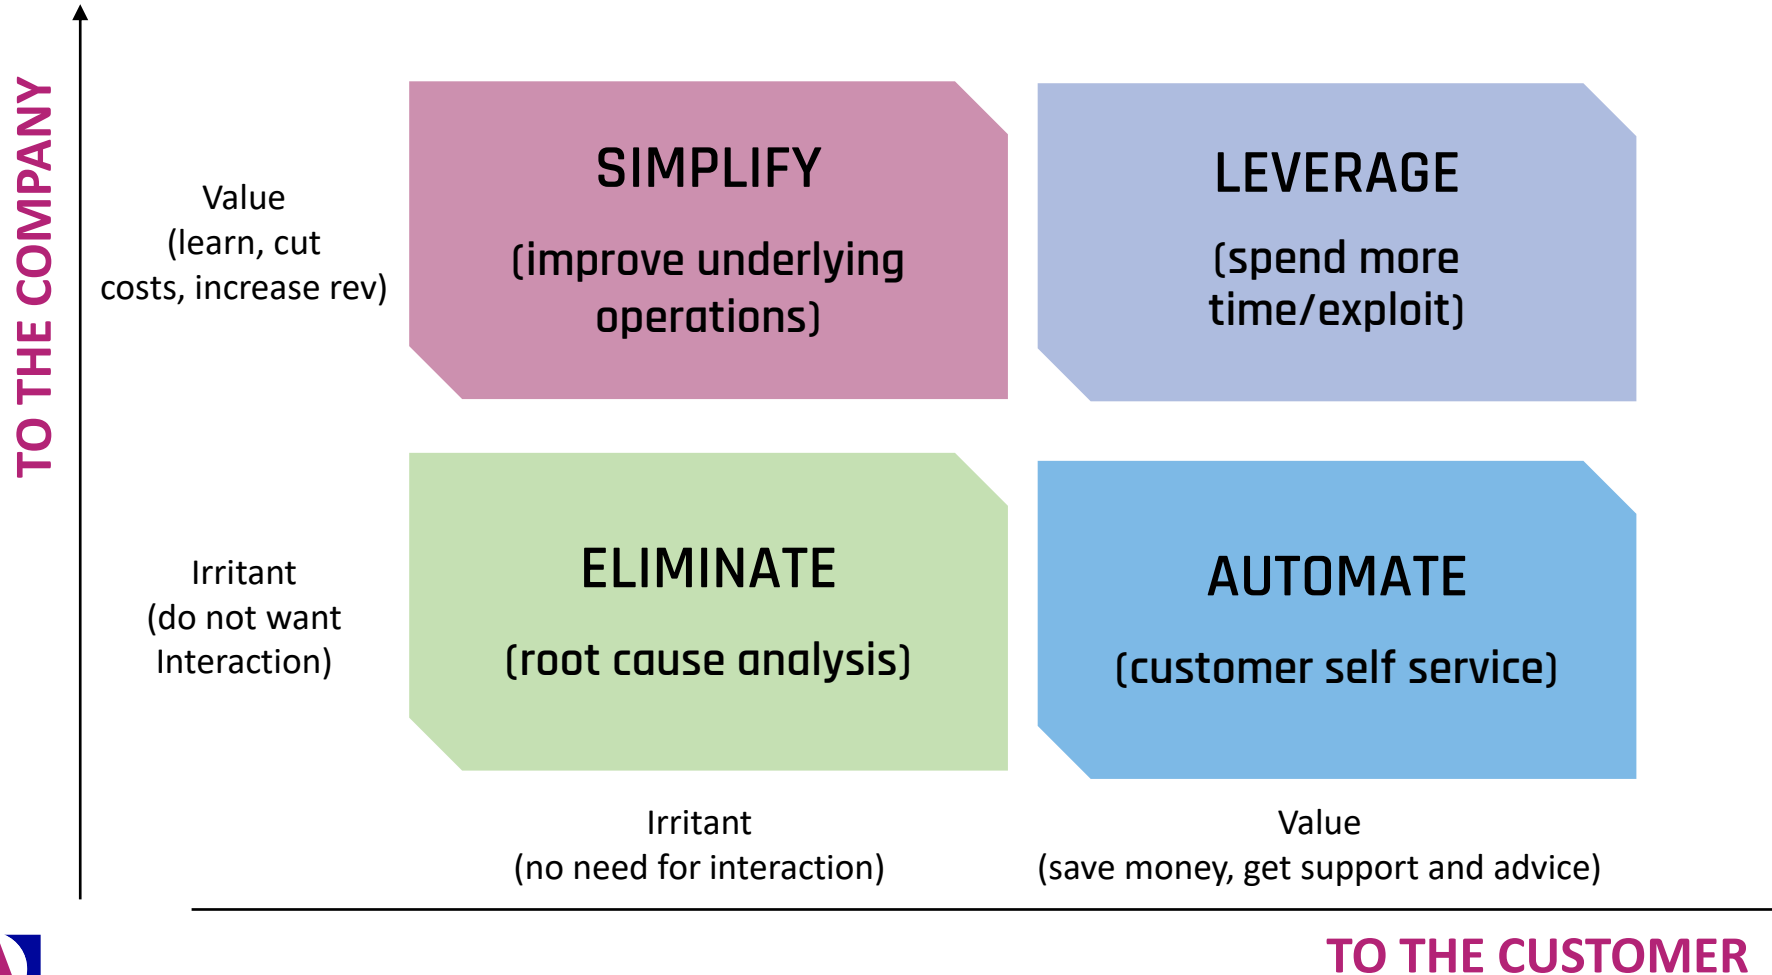 TO THE COMPANY
Value
(learn, cut
costs, increase rev)
SIMPLIFY
(improve underlying
operations)
LEVERAGE
(spend more
time/exploit)
Irritant
(do not want
Interaction)
ELIMINATE
(root cause analysis)
AUTOMATE
(customer self service)
Irritant
(no need for interaction)
Value
(save money, get support and advice)
TO THE CUSTOMER